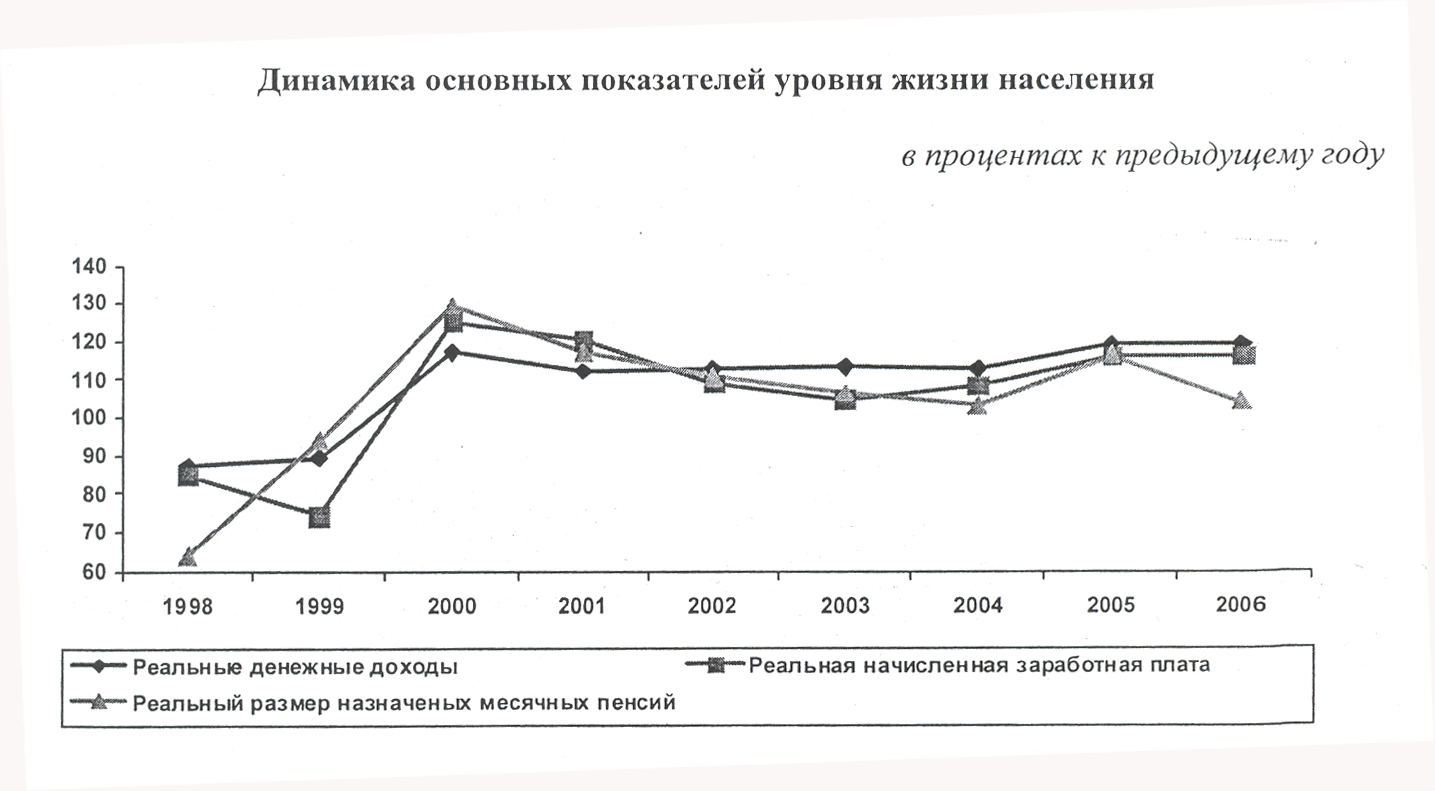 Динамика основных показателей уровня жизни населения
в процентах к предыдущему году
140
130
120
110
100
90
80
70
60
1998 1999 2000 2001 2002 2003 2004 2005 2006
Реальные денежные доходы Реальная начисленная заработная плата
Реальный размер назначеных месячных пенсий